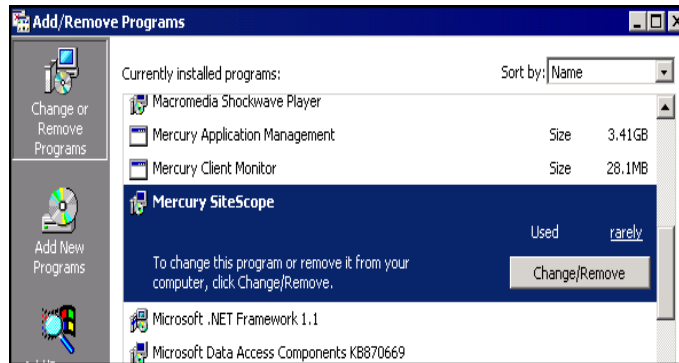 Add/Remove Programs
Change or
Remove
Programs
Add New
Programs
Currently installed programs:
Sort by: Name
Macromedia Shockwave Player
Mercury Application Management Size 3.41GB
Mercury Client Monitor Size 28.1MB
Mercury SiteScope
Used rarely
To change this program or remove it from your
computer, click Change/Remove.
Change/Remove
Microsoft .NET Framework 1.1
Microsoft Data Access Components KB870669